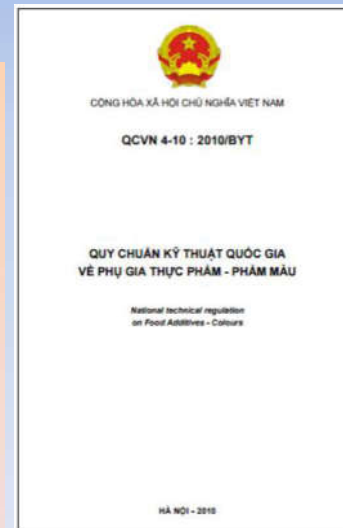 CỘNG HÒA XÃ HỘI CHỦ NGHĨA VIỆT NAM
QCVN 4-10 : 2010/BYT
QUY CHUẨN KỸ THUẬT QUỐC GIA
VỀ PHỤ GIA THỰC PHẨM - PHẨM MÀU
National technical regulation
on Food Additives - Colours
HÀ NỘI - 2010